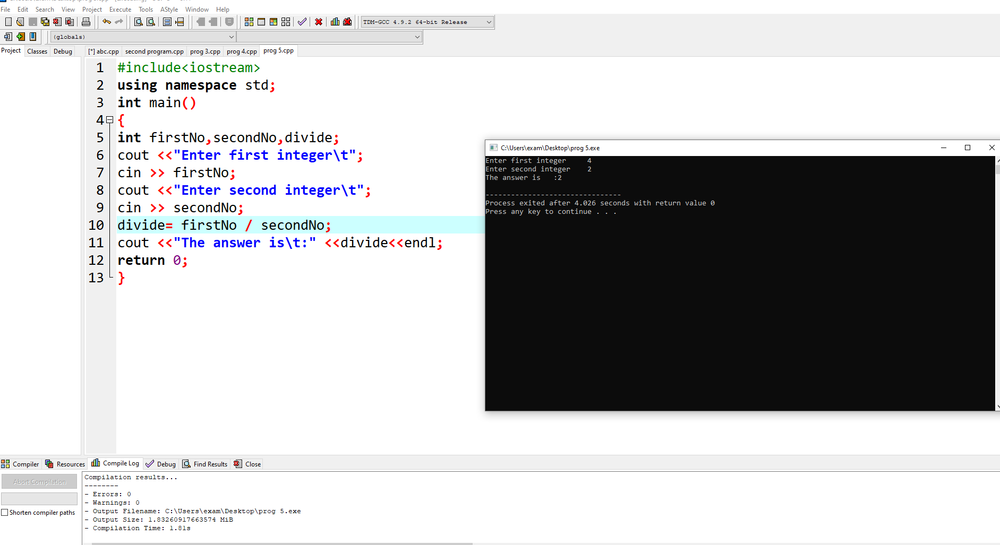 File Edit Search View Project Execute Tools AStyle Window Help
TDM-GCC 4.9.2 64-bit Release
(globals)
Project Classes Debug
[*] abc.cpp second program.cpp prog 3.cpp prog 4.cpp prog 5.cpp
1 #include<iostream>
2 using namespace std;
3 int main()
4 {
5 int firstNo,secondNo,divide;
6 cout <<"Enter first integer\t";
7 cin >> firstNo;
8 cout <<"Enter second integer\t";
9 cin >> secondNo;
10 divide= firstNo / secondNo;
11 cout <<"The answer is\t:" <<divide<<endl;
12 return 0;
13 }
C:\Users\exam\Desktop\prog 5.exe
Enter first integer 4
Enter second integer 2
The answer is :2
--------------------------------
Process exited after 4.026 seconds with return value 0
Press any key to continue . . .
Compiler Resources Compile Log Debug Find Results Close
Abort Compilation
Shorten compiler paths
Compilation results...
--------
- Errors: 0
- Warnings: 0
- Output Filename: C:\Users\exam\Desktop\prog 5.exe
- Output Size: 1.83260917663574 MiB
- Compilation Time: 1.81s